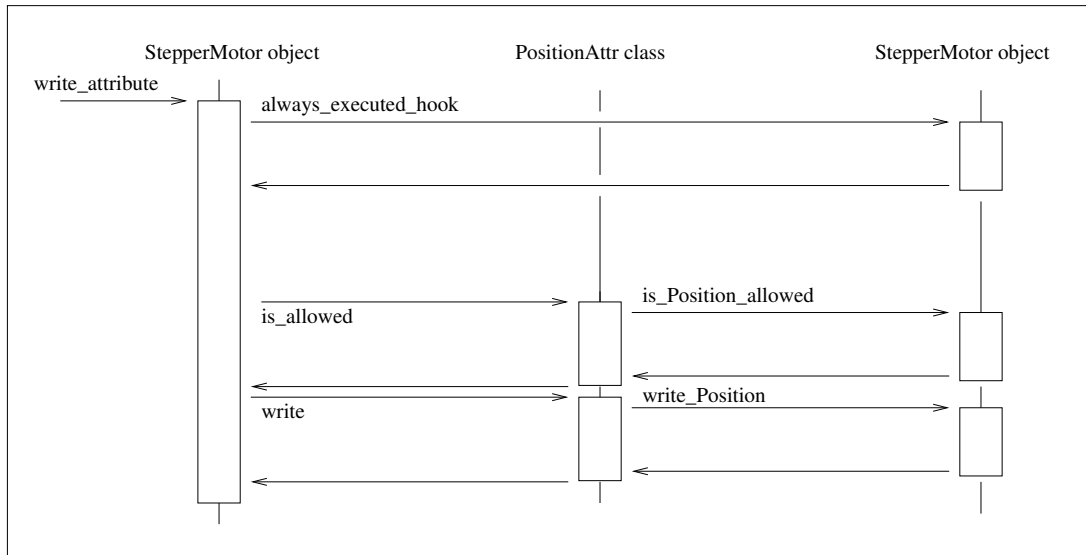 StepperMotor object
PositionAttr class
StepperMotor object
write_attribute
always_executed_hook
is_Position_allowed
is_allowed
write_Position
write